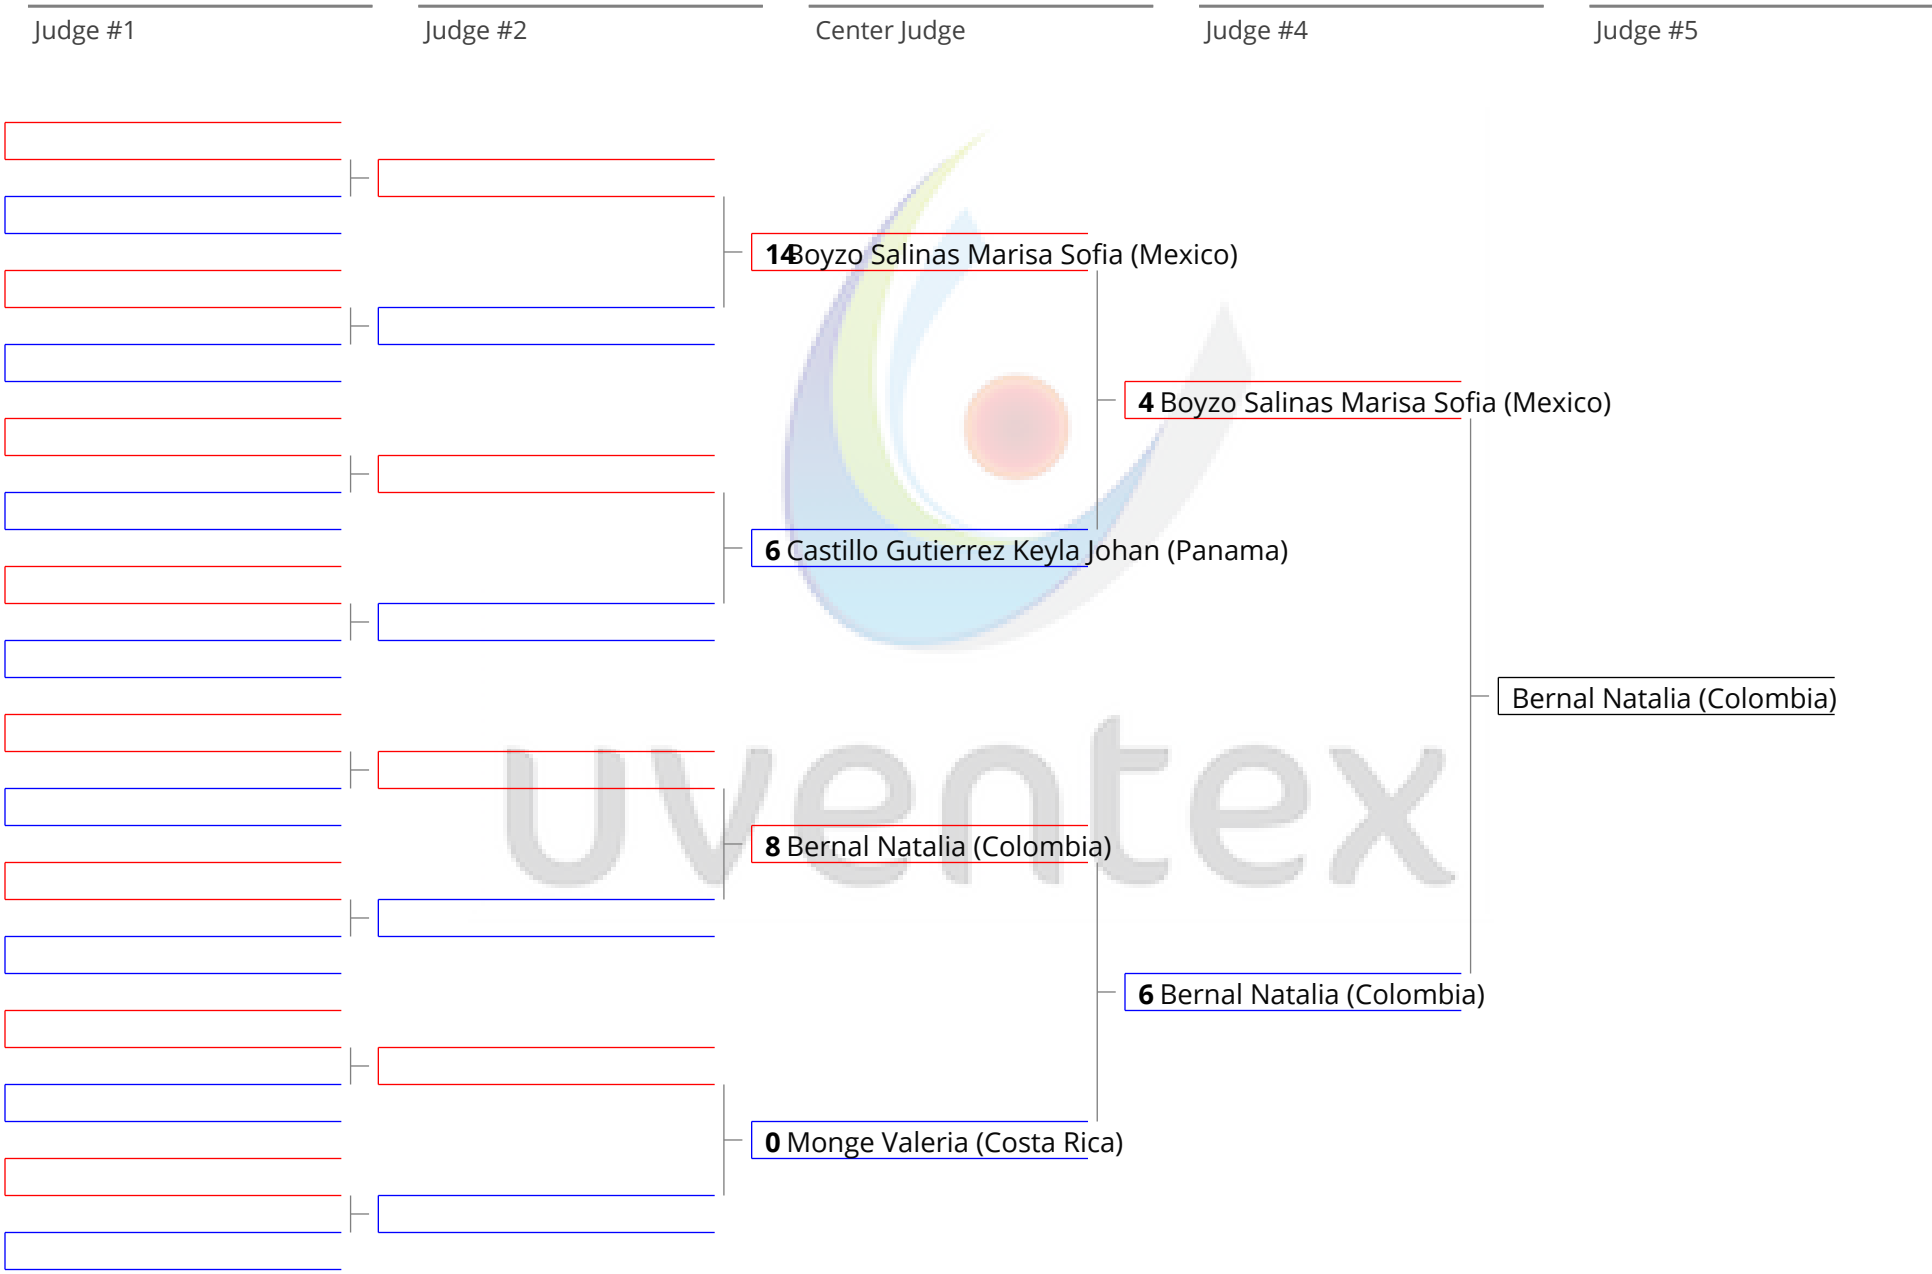 Judge #1
Judge #2
Center Judge
Judge #4
Judge #5
14 Boyzo Salinas Marisa Sofia (Mexico)
4 Boyzo Salinas Marisa Sofia (Mexico)
6 Castillo Gutierrez Keyla Johan (Panama)
Bernal Natalia (Colombia)
uventex
8 Bernal Natalia (Colombia)
6 Bernal Natalia (Colombia)
0 Monge Valeria (Costa Rica)